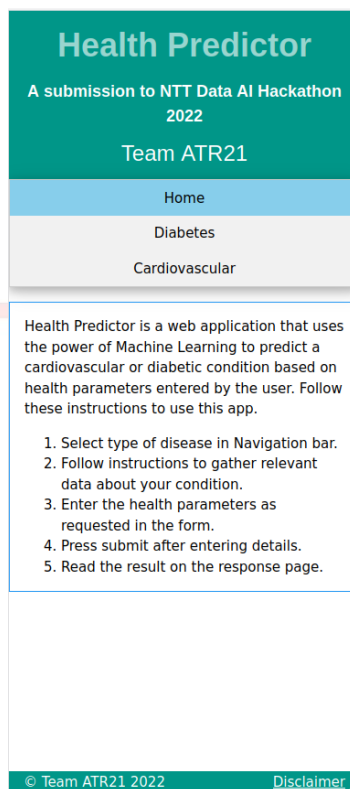 Health Predictor
A submission to NTT Data AI Hackathon
2022
Team ATR21
Home
Diabetes
Cardiovascular
Health Predictor is a web application that uses
the power of Machine Learning to predict a
cardiovascular or diabetic condition based on
health parameters entered by the user. Follow
these instructions to use this app.
1. Select type of disease in Navigation bar.
2. Follow instructions to gather relevant
data about your condition.
3. Enter the health parameters as
requested in the form.
4. Press submit after entering details.
5. Read the result on the response page.
© Team ATR21 2022 Disclaimer